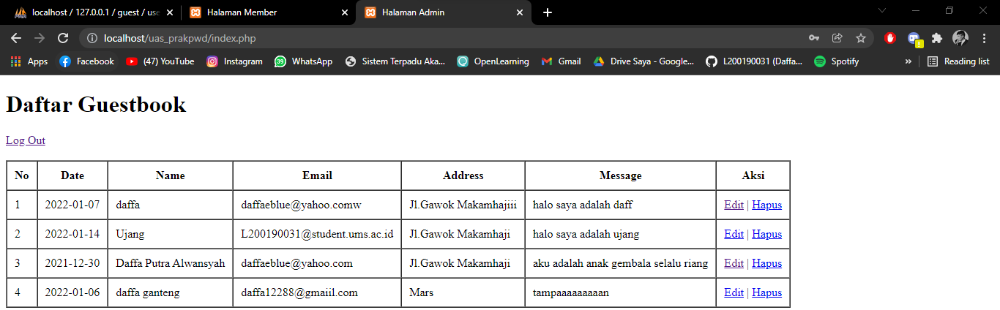 localhost / 127.0.0.1 / guest / use
Halaman Member
Halaman Admin
localhost/uas_prakpwd/index.php
Apps Facebook (47) YouTube Instagram 39 WhatsApp Sistem Terpadu Aka... OpenLearning Gmail Drive Saya - Google... L200190031 (Daffa... Spotify » Reading list
Daftar Guestbook
Log Out
No Date Name Email Address Message Aksi
1 2022-01-07 daffa daffaeblue@yahoo.comw Jl.Gawok Makamhajiii halo saya adalah daff Edit | Hapus
2 2022-01-14 Ujang L200190031@student.ums.ac.id Jl.Gawok Makamhaji halo saya adalah ujang Edit | Hapus
3 2021-12-30 Daffa Putra Alwansyah daffaeblue@yahoo.com Jl.Gawok Makamhaji aku adalah anak gembala selalu riang Edit | Hapus
4 2022-01-06 daffa ganteng daffa12288@gmaiil.com Mars tampaaaaaaaaan Edit | Hapus